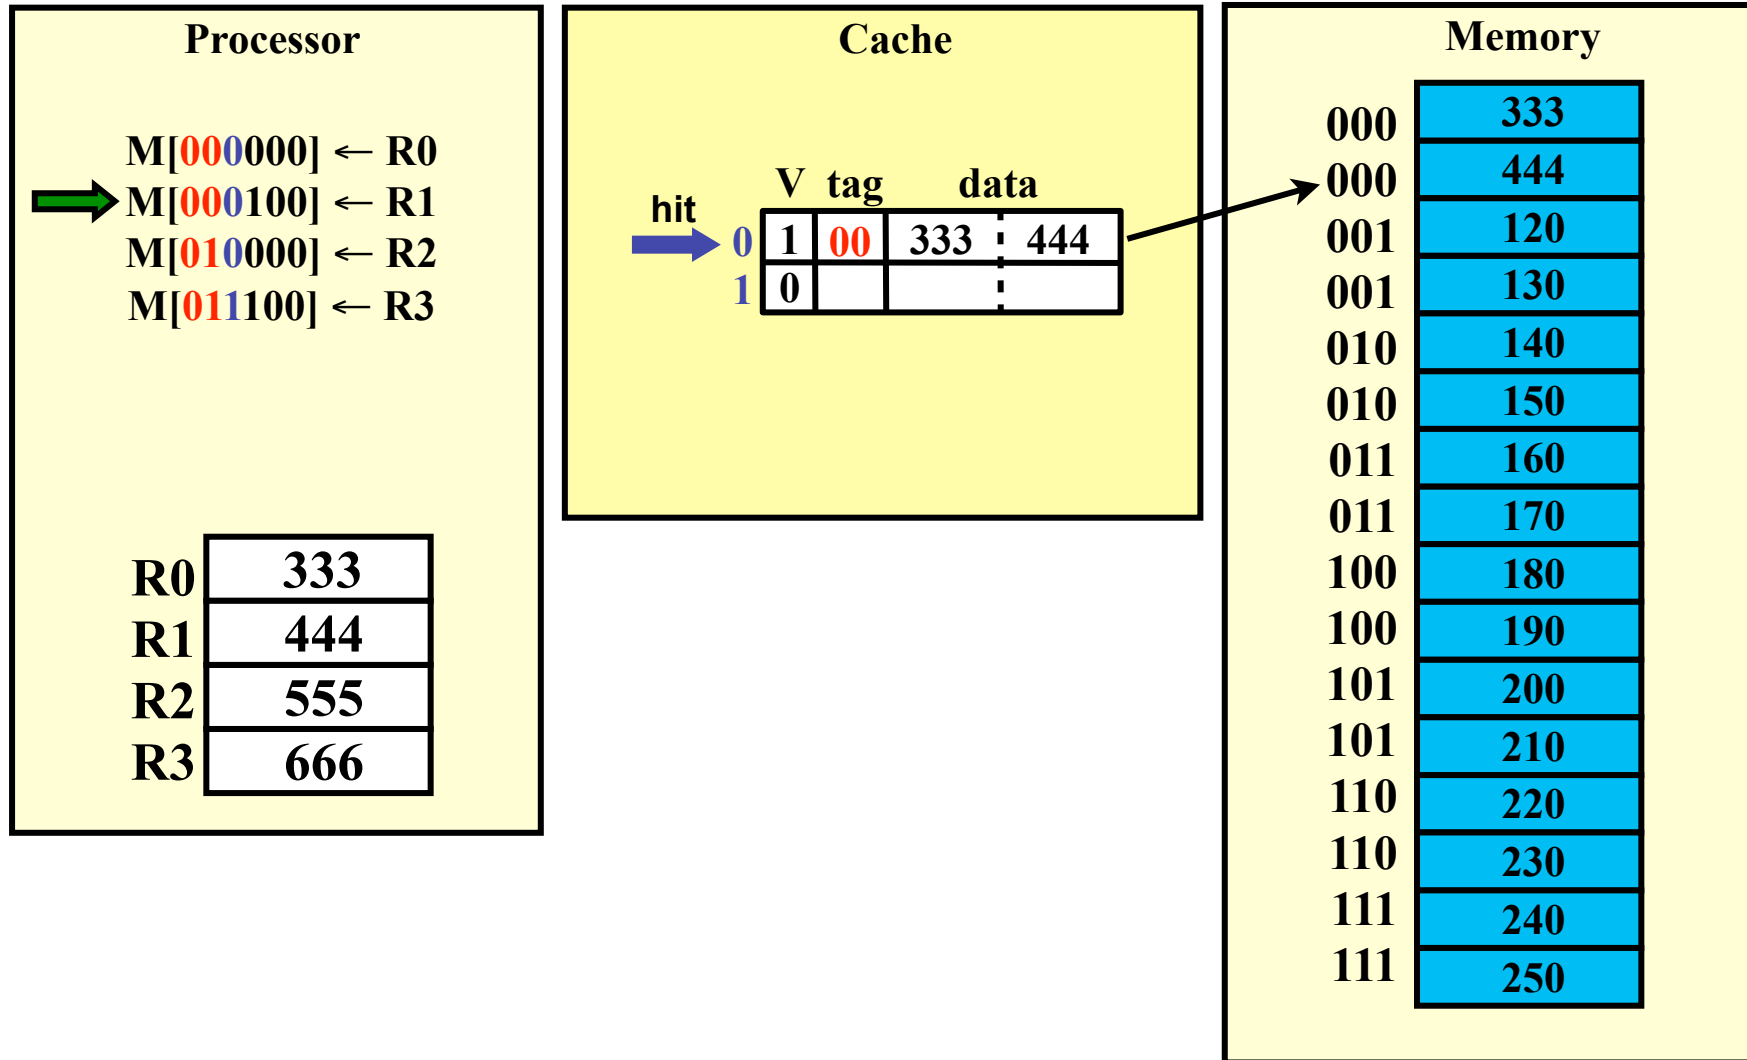 Processor
M[000000] ← R0
M[000100] ← R1
M[010000] ← R2
M[011100] ← R3
R0 333
R1 444
R2 555
R3 666
Cache
V tag data
hit
0 1 00 333 444
1 0
Memory
000 333
000 444
001 120
001 130
010 140
010 150
011 160
011 170
100 180
100 190
101 200
101 210
110 220
110 230
111 240
111 250